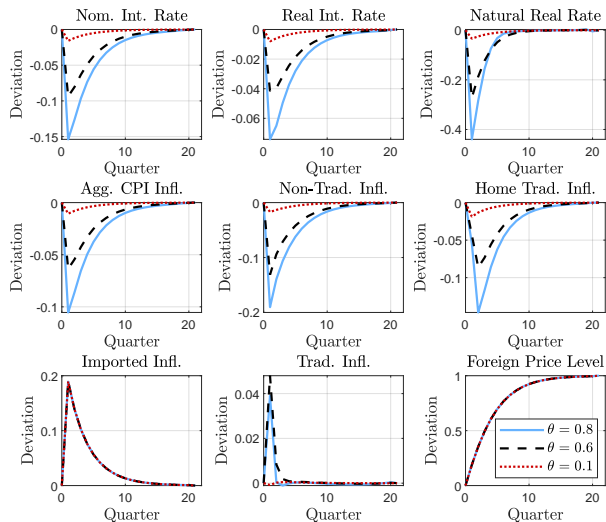 Nom. Int. Rate
Real Int. Rate
Natural Real Rate
Deviation
0
-0.05
-0.1
-0.15
0
10
20
Quarter
Deviation
0
-0.02
-0.04
-0.06
0
10
20
Quarter
Deviation
0
-0.2
-0.4
0
10
20
Quarter
Agg. CPI Infl.
Non-Trad. Infl.
Home Trad. Infl.
Deviation
0
-0.05
-0.1
0
10
20
Quarter
Deviation
0
-0.1
-0.2
0
10
20
Quarter
Deviation
0
-0.05
-0.1
0
10
20
Quarter
Imported Infl.
Trad. Infl.
Foreign Price Level
Deviation
0.2
0.1
0
0
10
20
Quarter
Deviation
0.04
0.02
0
0
10
20
Quarter
Deviation
1
0.5
0
0
10
20
Quarter
θ = 0.8
θ = 0.6
θ = 0.1